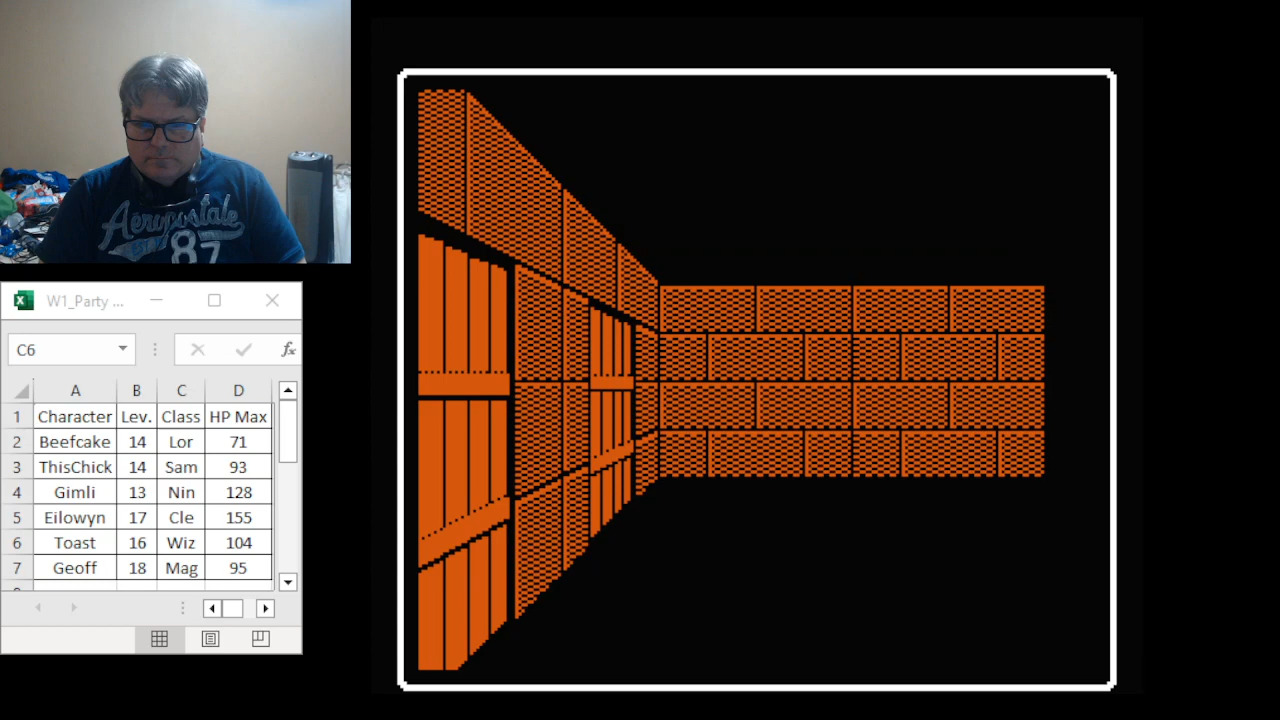 Aéropostale
87
W1_Party ...
C6
fx
A B C D
1 Character Lev. Class HP Max
2 Beefcake 14 Lor 71
3 ThisChick 14 Sam 93
4 Gimli 13 Nin 128
5 Eilowyn 17 Cle 155
6 Toast 16 Wiz 104
7 Geoff 18 Mag 95